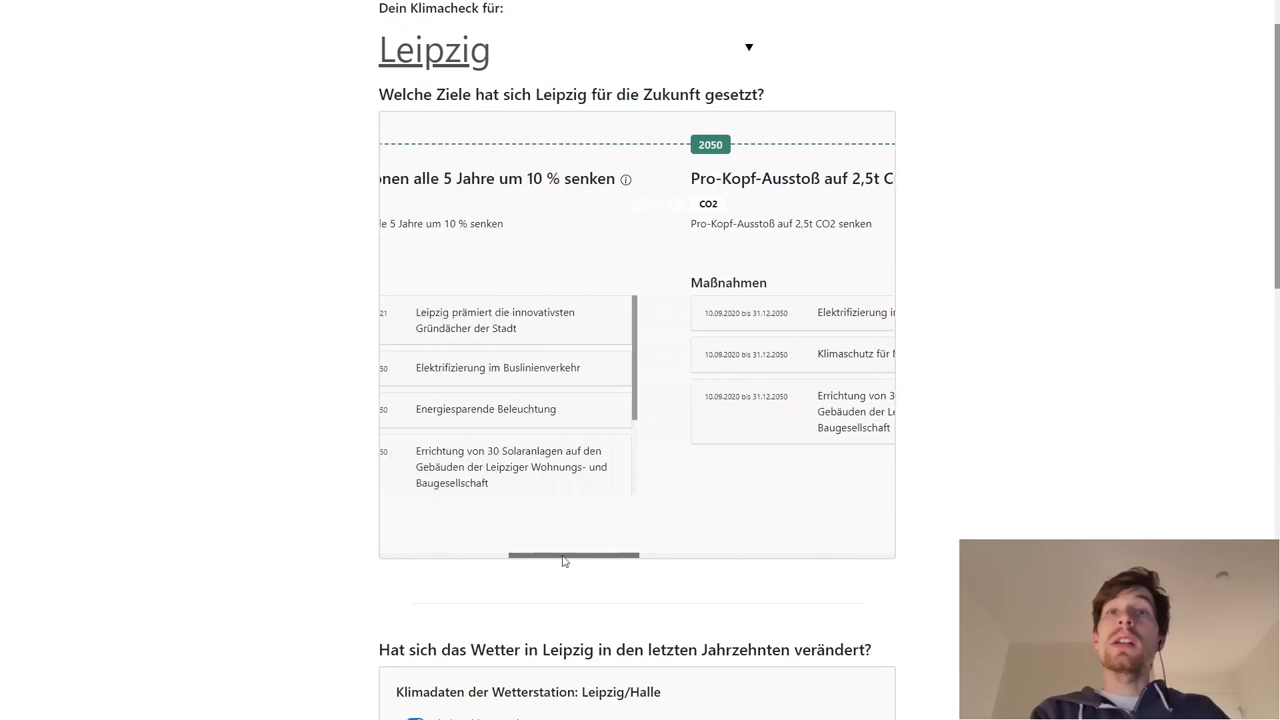 Dein Klimacheck für:
Leipzig
Welche Ziele hat sich Leipzig für die Zukunft gesetzt?
2050
onen alle 5 Jahre um 10 % senken
le 5 Jahre um 10 % senken
21 Leipzig prämiert die innovativsten
Gründächer der Stadt
50 Elektrifizierung im Buslinienverkehr
50 Energiesparende Beleuchtung
50 Errichtung von 30 Solaranlagen auf den
Gebäuden der Leipziger Wohnungs- und
Baugesellschaft
Pro-Kopf-Ausstoß auf 2,5t C
CO2
Pro-Kopf-Ausstoß auf 2,5t CO2 senken
Maßnahmen
10.09.2020 bis 31.12.2050 Elektrifizierung i
10.09.2020 bis 31.12.2050 Klimaschutz für
10.09.2020 bis 31.12.2050 Errichtung von 3
Gebäuden der Le
Baugesellschaft
Hat sich das Wetter in Leipzig in den letzten Jahrzehnten verändert?
Klimadaten der Wetterstation: Leipzig/Halle